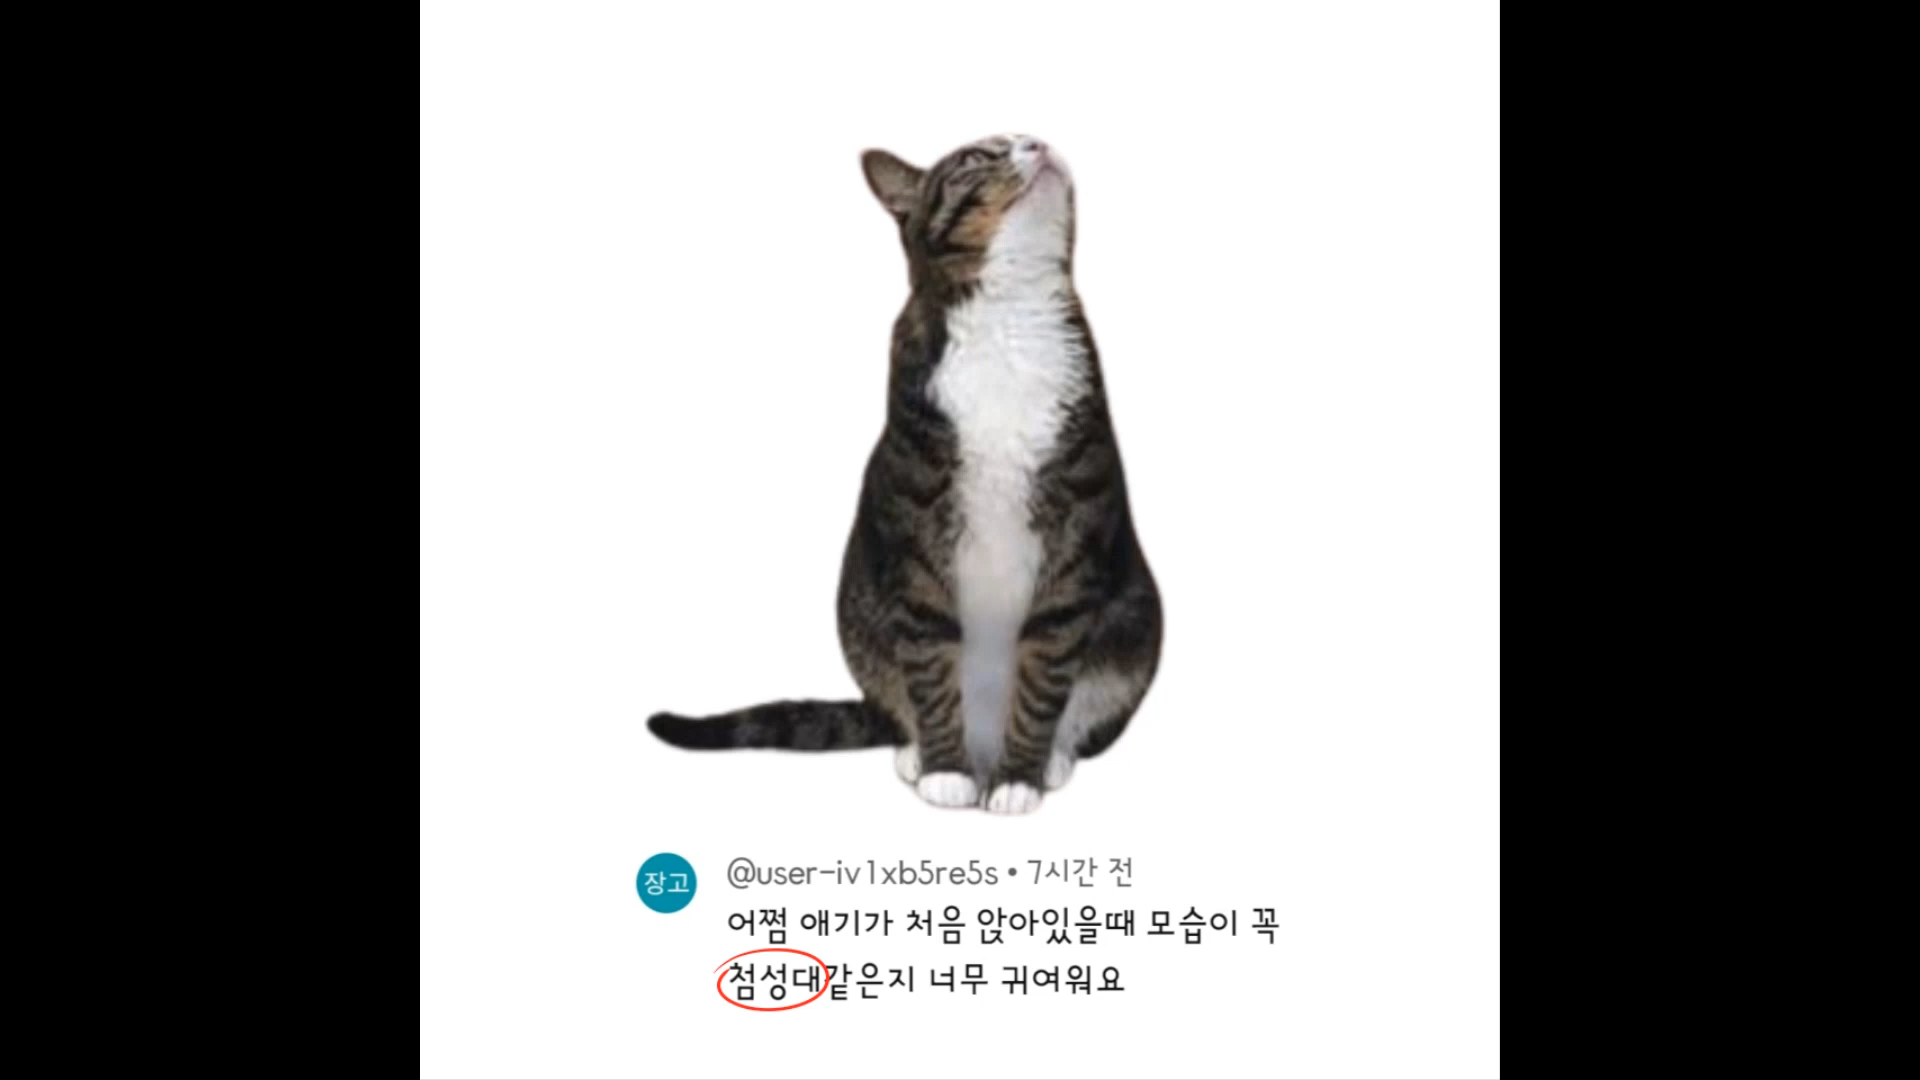 장고
@user-iv1xb5re5s • 7시간 전
어쩜 애기가 처음 앉아있을때 모습이 꼭
첨성대같은지 너무 귀여워요